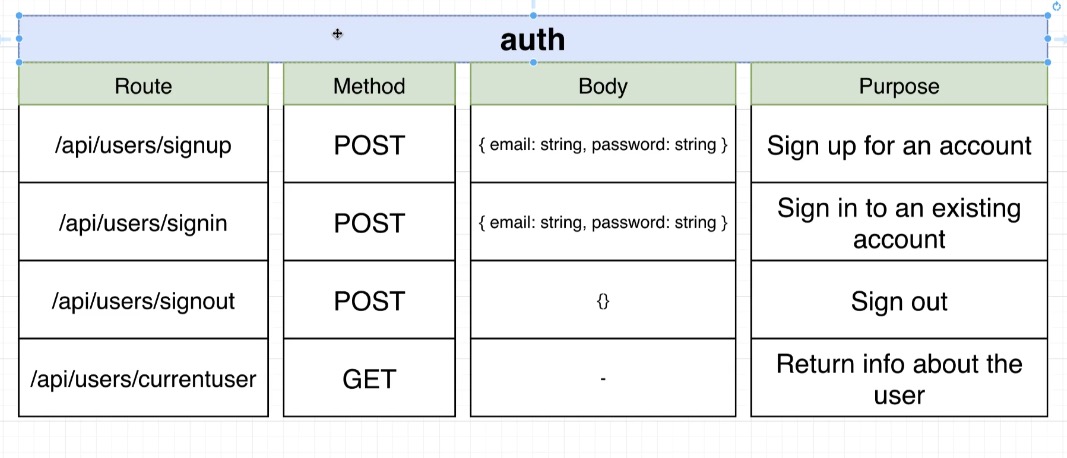 auth
Route Method Body Purpose
/api/users/signup POST { email: string, password: string } Sign up for an account
/api/users/signin POST { email: string, password: string } Sign in to an existing
account
/api/users/signout POST {} Sign out
/api/users/currentuser GET - Return info about the
user